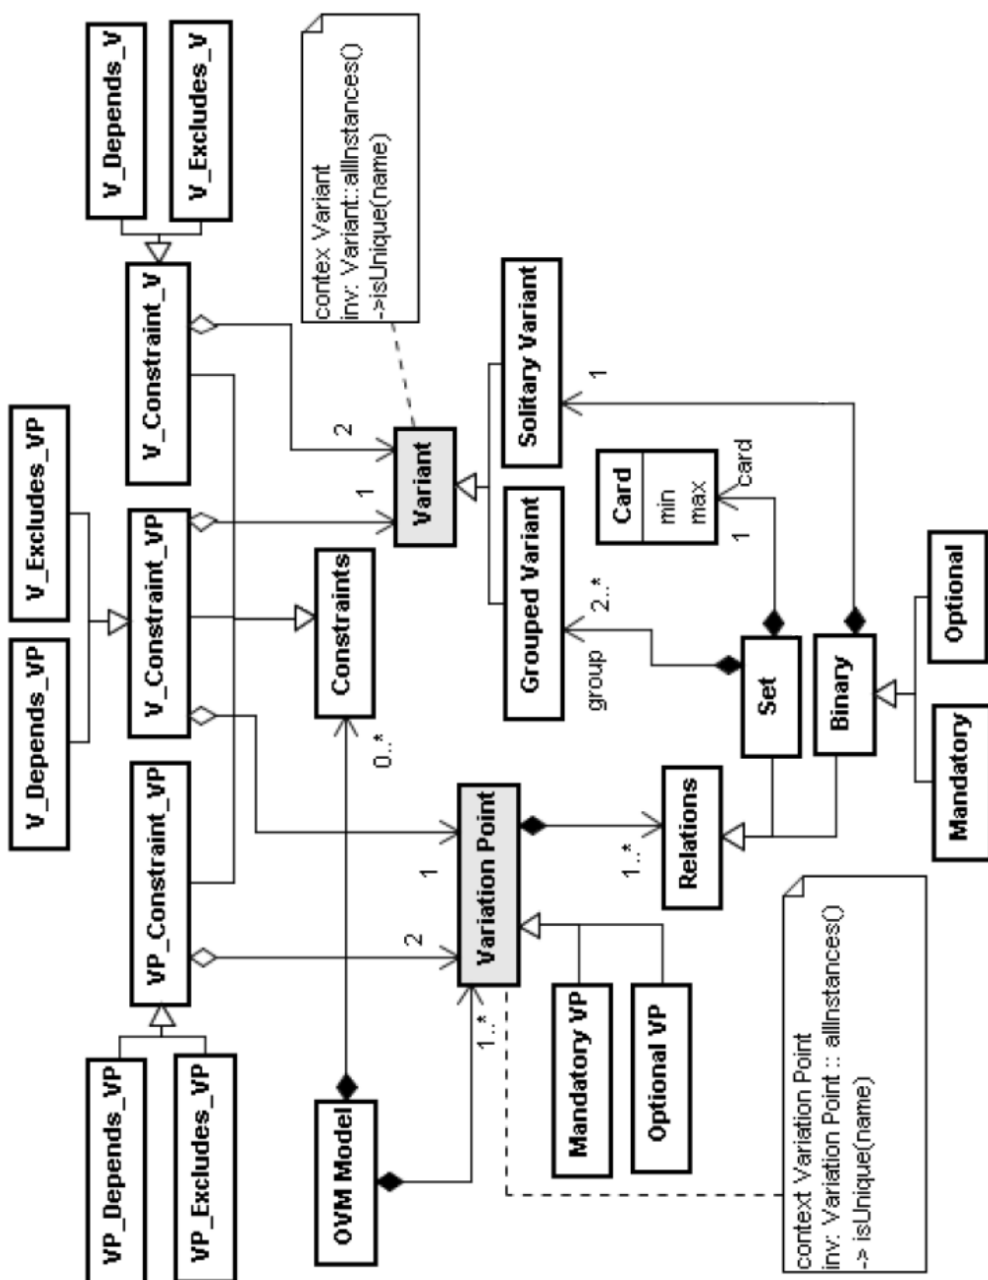 V_Depends_VP
V_Excludes_VP
VP_Depends_VP
V_Depends_V
VP_Constraint_VP
V_Constraint_VP
V_Constraint_V
VP_Excludes_VP
V_Excludes_V
contex Variant
inv: Variant::allInstances()
->isUnique(name)
OVM Model
Constraints
0..*
2
1
1
2
Variant
Variation Point
1..*
Grouped Variant
Solitary Variant
Mandatory VP
Optional VP
group
2..*
1
1..*
Card
min
max
Relations
1
card
Set
Binary
context Variation Point
inv: Variation Point :: allInstances()
-> isUnique(name)
Mandatory
Optional